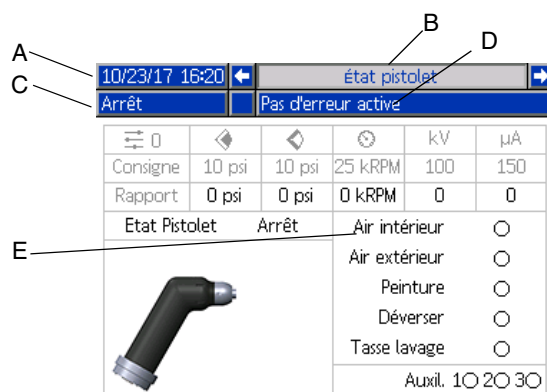 A
B
C
D
E
10/23/17 16:20 état pistolet
Arrêt Pas d'erreur active
0 kV µA
Consigne 10 psi 10 psi 25 kRPM 100 150
Rapport 0 psi 0 psi 0 kRPM 0 0
Etat Pistolet Arrêt
Air intérieur
Air extérieur
Peinture
Déverser
Tasse lavage
Auxil. 1 2 3